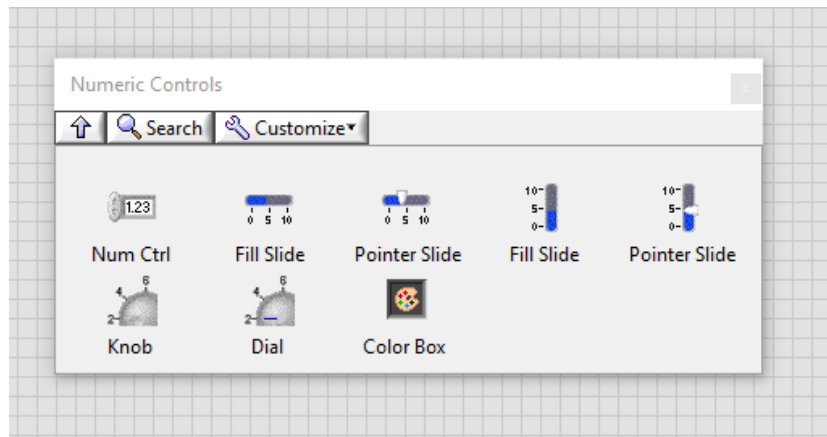 Numeric Controls
x
Search Customize
1.23 0 5 10 0 5 10 10- 5- 0- 10- 5- 0-
Num Ctrl Fill Slide Pointer Slide Fill Slide Pointer Slide
2 4 6 2 4 6
Knob Dial Color Box